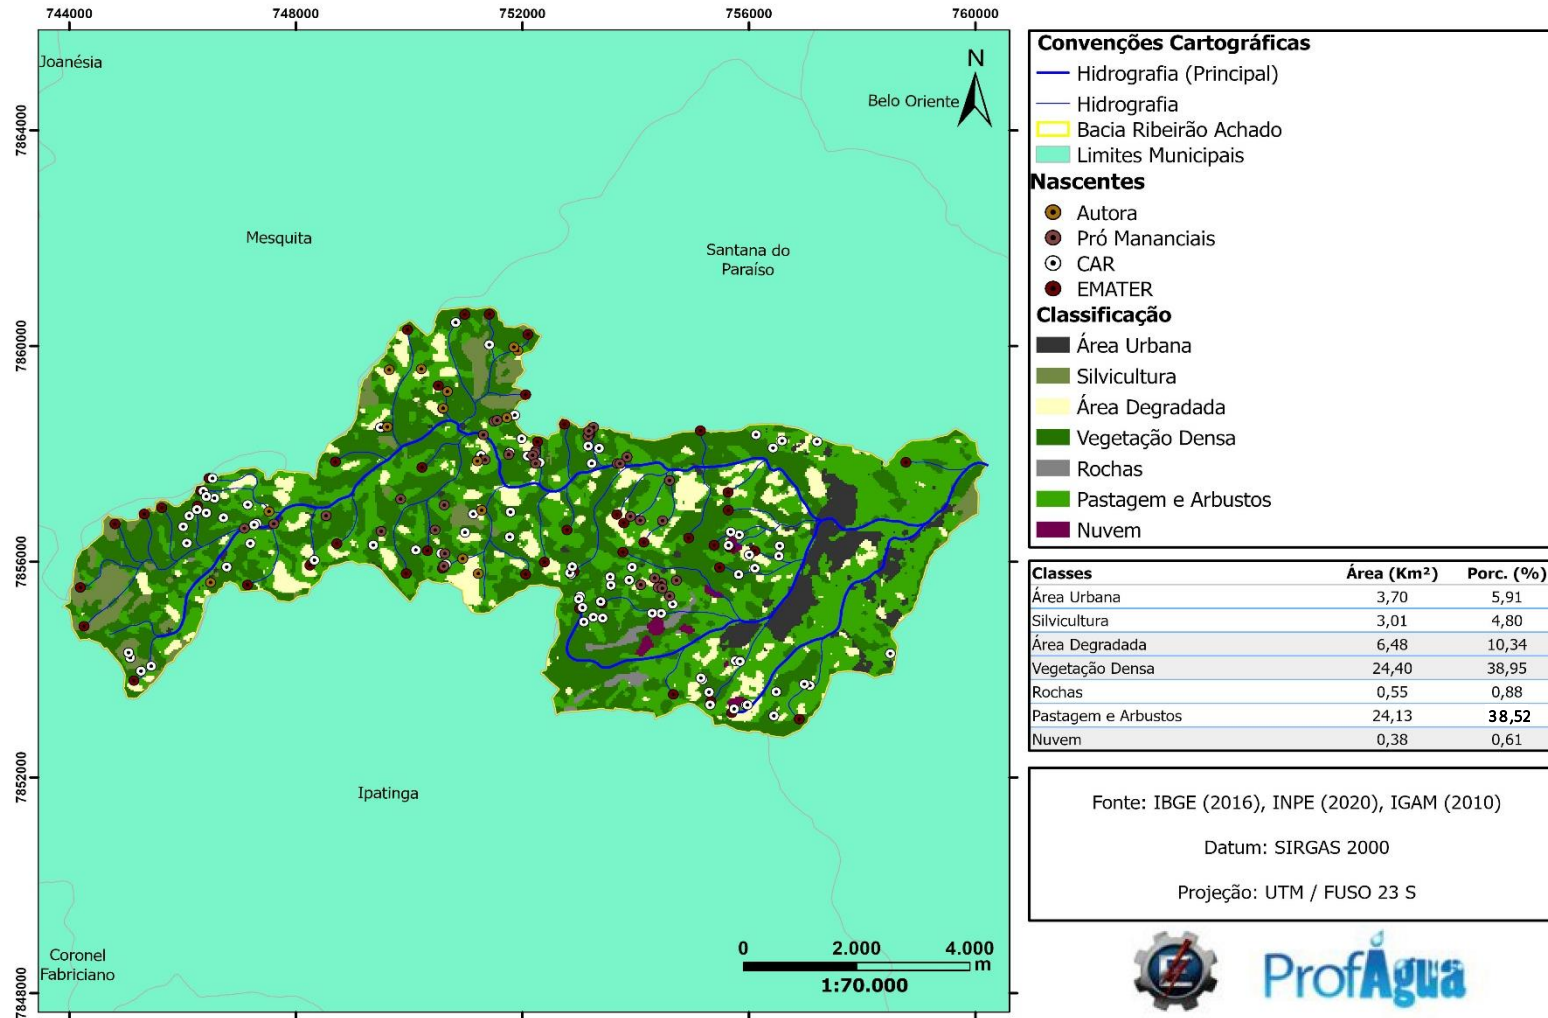 744000 748000 752000 756000 760000
7864000
7860000
7856000
7852000
7848000
Joanésia
N
Belo Oriente
Mesquita
Santana do
Paraíso
Ipatinga
Coronel
Fabriciano
0 2.000 4.000
m
1:70.000
Convenções Cartográficas
Hidrografia (Principal)
Hidrografia
Bacia Ribeirão Achado
Limites Municipais
Nascentes
Autora
Pró Mananciais
CAR
EMATER
Classificação
Área Urbana
Silvicultura
Área Degradada
Vegetação Densa
Rochas
Pastagem e Arbustos
Nuvem
Classes Área (Km²) Porc. (%)
Área Urbana 3,70 5,91
Silvicultura 3,01 4,80
Área Degradada 6,48 10,34
Vegetação Densa 24,40 38,95
Rochas 0,55 0,88
Pastagem e Arbustos 24,13 38,52
Nuvem 0,38 0,61
Fonte: IBGE (2016), INPE (2020), IGAM (2010)
Datum: SIRGAS 2000
Projeção: UTM / FUSO 23 S
ProfÁgua